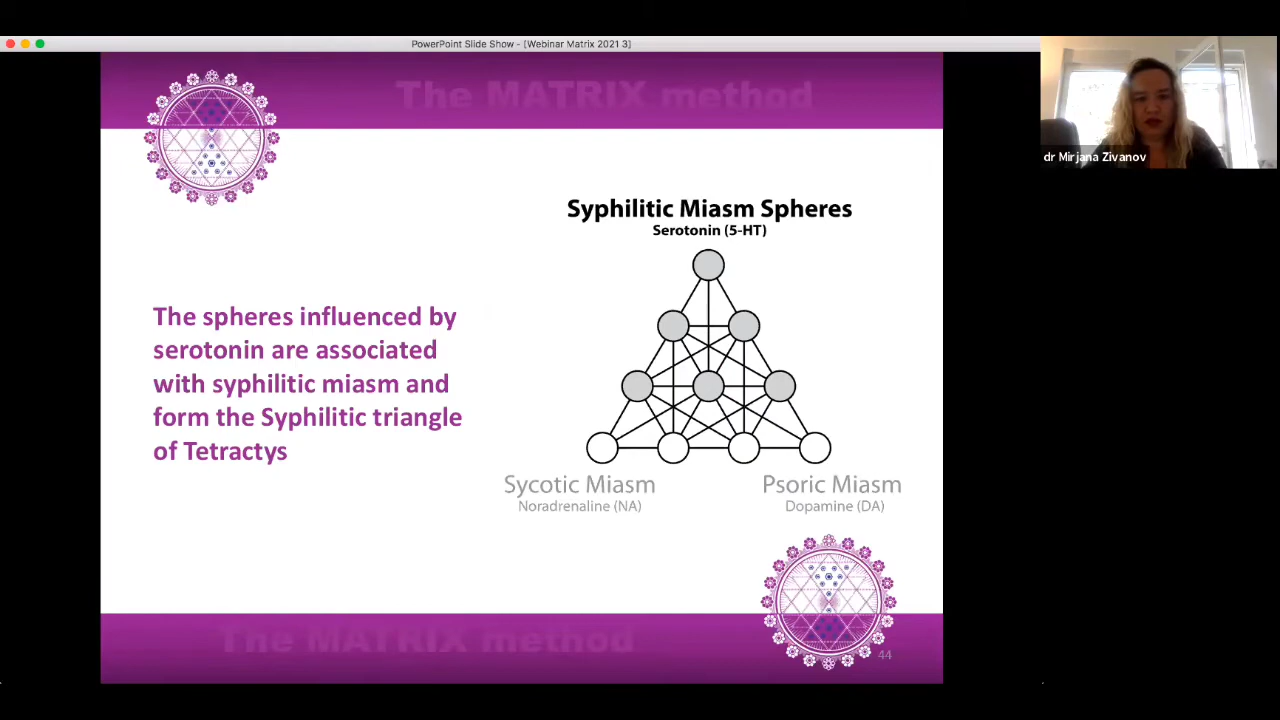 PowerPoint Slide Show - [Webinar Matrix 2021 3]
The MATRIX method
dr Mirjana Zivanov
Syphilitic Miasm Spheres
Serotonin (5-HT)
The spheres influenced by
serotonin are associated
with syphilitic miasm and
form the Syphilitic triangle
of Tetractys
Sycotic Miasm
Noradrenaline (NA)
Psoric Miasm
Dopamine (DA)
The MATRIX method
44